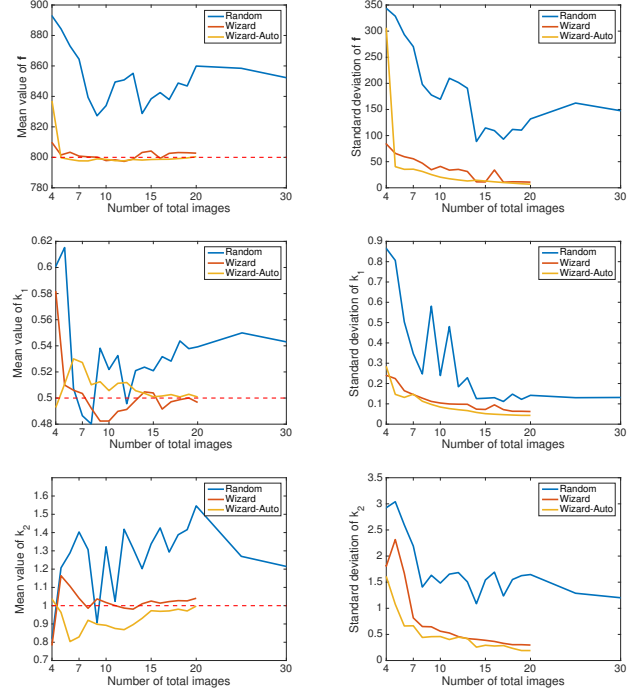 900
880
860
840
820
800
780
4 7 10 15 20 30
Mean value of f
Number of total images
Random
Wizard
Wizard-Auto
350
300
250
200
150
100
50
0
4 7 10 15 20 30
Standard deviation of f
Number of total images
Random
Wizard
Wizard-Auto
0.62
0.6
0.58
0.56
0.54
0.52
0.5
0.48
4 7 10 15 20 30
Mean value of k1
Number of total images
Random
Wizard
Wizard-Auto
0.9
0.8
0.7
0.6
0.5
0.4
0.3
0.2
0.1
0
4 7 10 15 20 30
Standard deviation of k1
Number of total images
Random
Wizard
Wizard-Auto
1.6
1.5
1.4
1.3
1.2
1.1
1
0.9
0.8
0.7
4 7 10 15 20 30
Mean value of k2
Number of total images
Random
Wizard
Wizard-Auto
3.5
3
2.5
2
1.5
1
0.5
0
4 7 10 15 20 30
Standard deviation of k2
Number of total images
Random
Wizard
Wizard-Auto